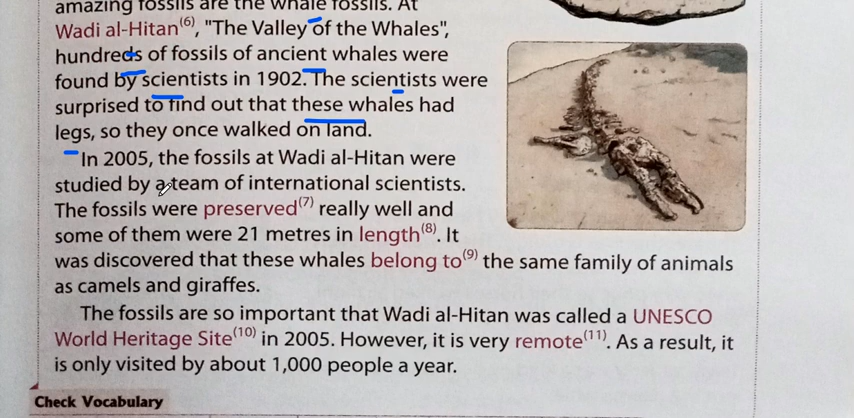 amazing fossils are the whale fossils. At
Wadi al-Hitan(6), "The Valley of the Whales",
hundreds of fossils of ancient whales were
found by scientists in 1902. The scientists were
surprised to find out that these whales had
legs, so they once walked on land.
In 2005, the fossils at Wadi al-Hitan were
studied by a team of international scientists.
The fossils were preserved(7) really well and
some of them were 21 metres in length(8). It
was discovered that these whales belong to(9) the same family of animals
as camels and giraffes.
The fossils are so important that Wadi al-Hitan was called a UNESCO
World Heritage Site(10) in 2005. However, it is very remote(11). As a result, it
is only visited by about 1,000 people a year.
Check Vocabulary